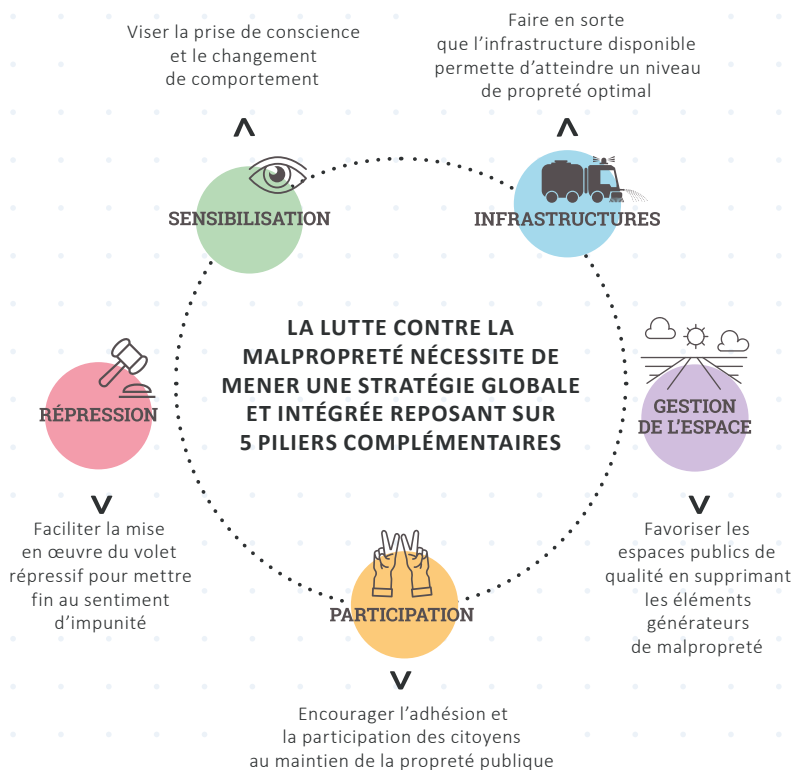 Viser la prise de conscience
et le changement
de comportement
Faire en sorte
que l’infrastructure disponible
permette d’atteindre un niveau
de propreté optimal
SENSIBILISATION
INFRASTRUCTURES
LA LUTTE CONTRE LA
MALPROPRETÉ NÉCESSITE DE
MENER UNE STRATÉGIE GLOBALE
ET INTÉGRÉE REPOSANT SUR
5 PILIERS COMPLÉMENTAIRES
RÉPRESSION
GESTION
DE L’ESPACE
Faciliter la mise
en œuvre du volet
répressif pour mettre
fin au sentiment
d’impunité
Favoriser les
espaces publics de
qualité en supprimant
les éléments
générateurs
de malpropreté
PARTICIPATION
Encourager l’adhésion et
la participation des citoyens
au maintien de la propreté publique